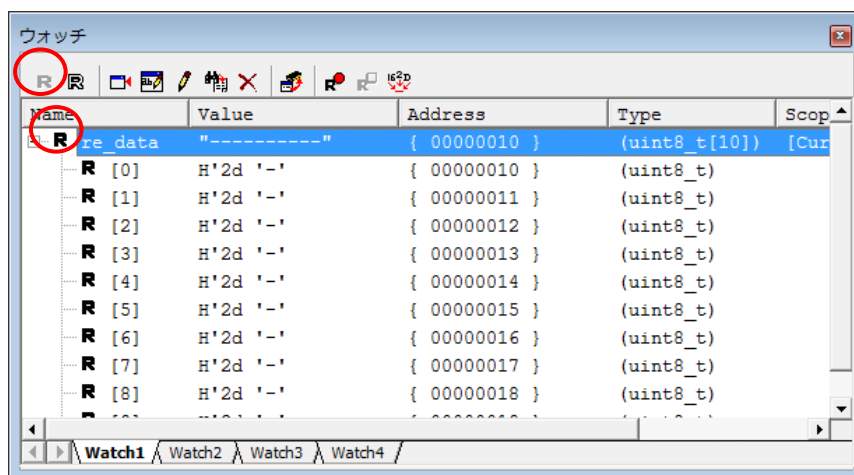 ウォッチ
Name Value Address Type Scop
R re_data "----------" { 00000010 } (uint8_t[10]) [Cur
R [0] H'2d '-' { 00000010 } (uint8_t)
R [1] H'2d '-' { 00000011 } (uint8_t)
R [2] H'2d '-' { 00000012 } (uint8_t)
R [3] H'2d '-' { 00000013 } (uint8_t)
R [4] H'2d '-' { 00000014 } (uint8_t)
R [5] H'2d '-' { 00000015 } (uint8_t)
R [6] H'2d '-' { 00000016 } (uint8_t)
R [7] H'2d '-' { 00000017 } (uint8_t)
R [8] H'2d '-' { 00000018 } (uint8_t)
Watch1 Watch2 Watch3 Watch4